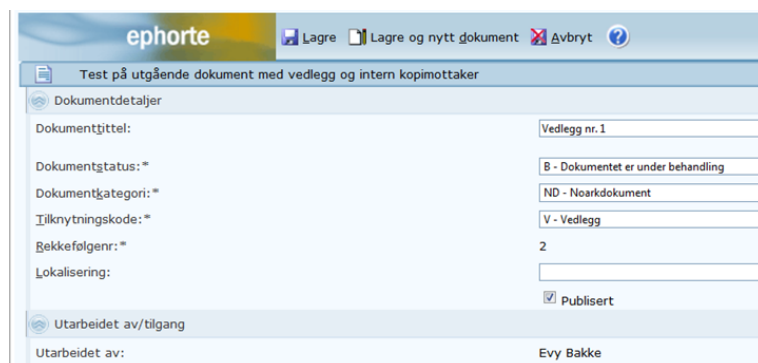 ephorte Lagre Lagre og nytt dokument Avbryt ?
Test på utgående dokument med vedlegg og intern kopimottaker
Dokumentdetaljer
Dokumenttittel: Vedlegg nr. 1
Dokumentstatus:* B - Dokumentet er under behandling
Dokumentkategori:* ND - Noarkdokument
Tilknytningskode:* V - Vedlegg
Rekkefølgenr:* 2
Lokalisering:
Publisert
Utarbeidet av/tilgang
Utarbeidet av: Evy Bakke